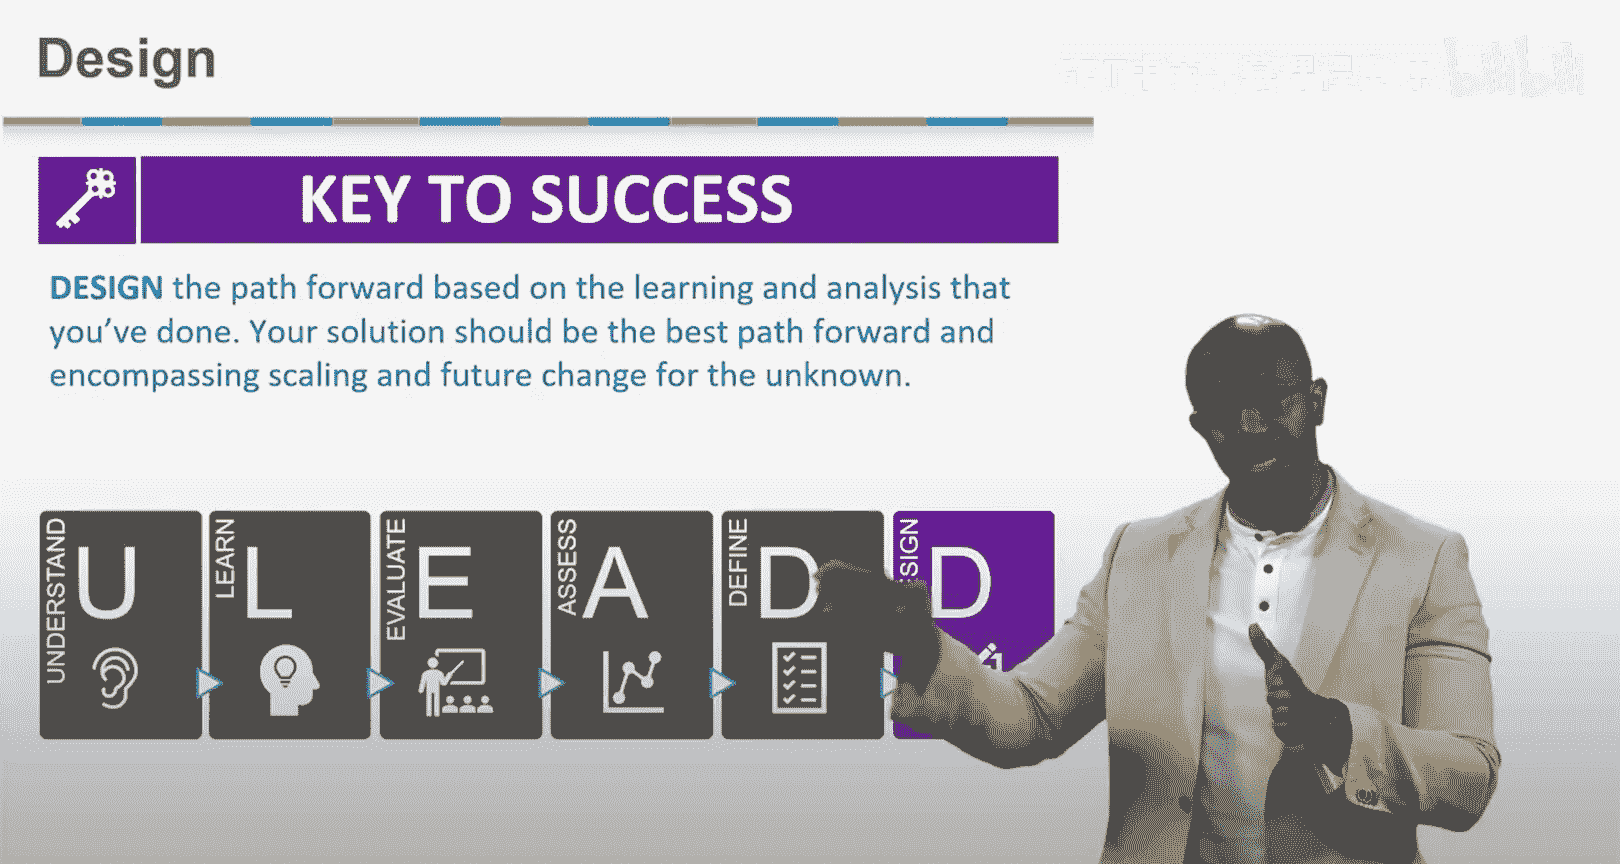 Design
KEY TO SUCCESS
DESIGN the path forward based on the learning and analysis that
you've done. Your solution should be the best path forward and
encompassing scaling and future change for the unknown.
UNDERSTAND
U
LEARN
L
EVALUATE
E
ASSESS
A
DEFINE
D
SIGN
D
bilibili